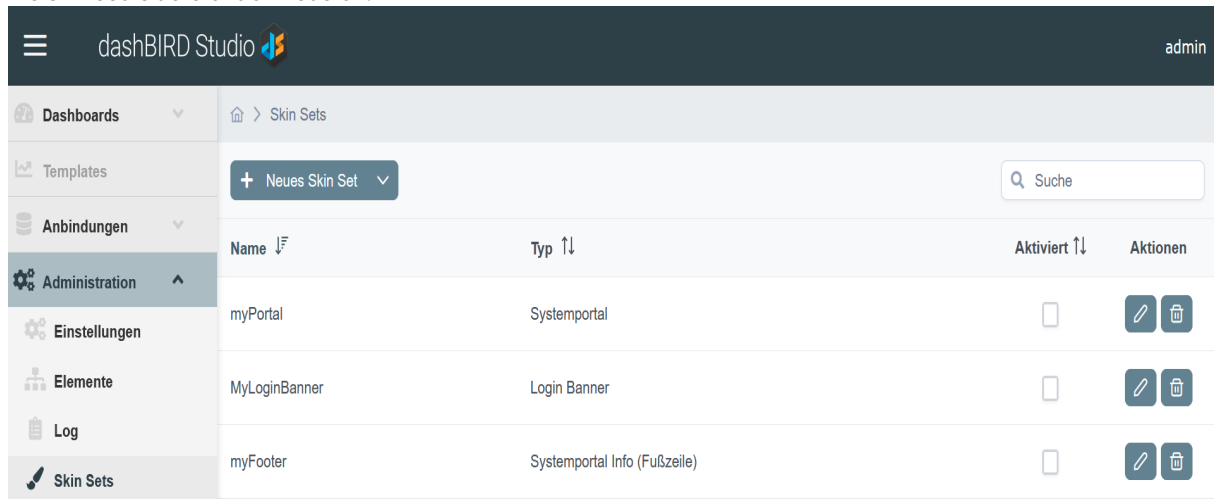 dashBIRD Studio
admin
Dashboards
Templates
Anbindungen
Administration
Einstellungen
Elemente
Log
Skin Sets
Skin Sets
Neues Skin Set
Suche
Name Typ Aktiviert Aktionen
myPortal Systemportal
MyLoginBanner Login Banner
myFooter Systemportal Info (Fußzeile)